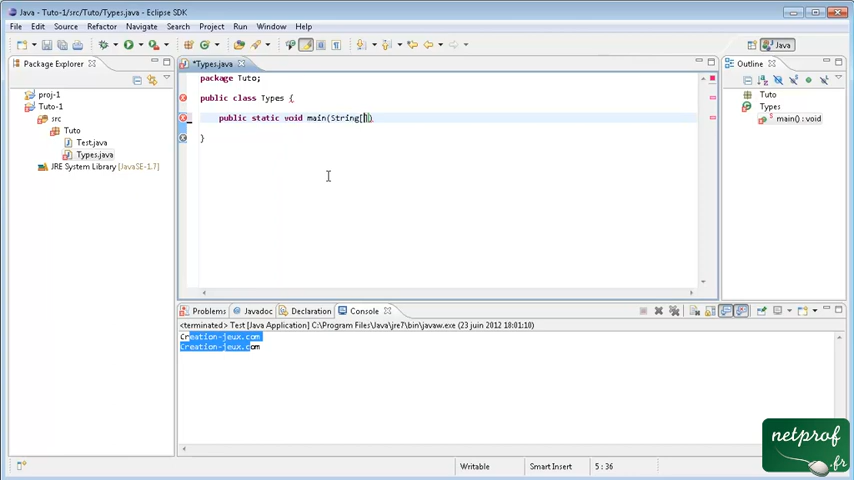 Java - Tuto-1/src/Tuto/Types.java - Eclipse SDK
File Edit Source Refactor Navigate Search Project Run Window Help
Java
Package Explorer
*Types.java
Outline
proj-1
Tuto-1
src
Tuto
Test.java
Types.java
JRE System Library [JavaSE-1.7]
package Tuto;
public class Types {
public static void main(String[])
}
Tuto
Types
main() : void
Problems Javadoc Declaration Console
<terminated> Test [Java Application] C:\Program Files\Java\jre7\bin\javaw.exe (23 juin 2012 18:01:10)
Creation-jeux.com
Creation-jeux.com
Writable Smart Insert 5 : 36
netprof
.fr